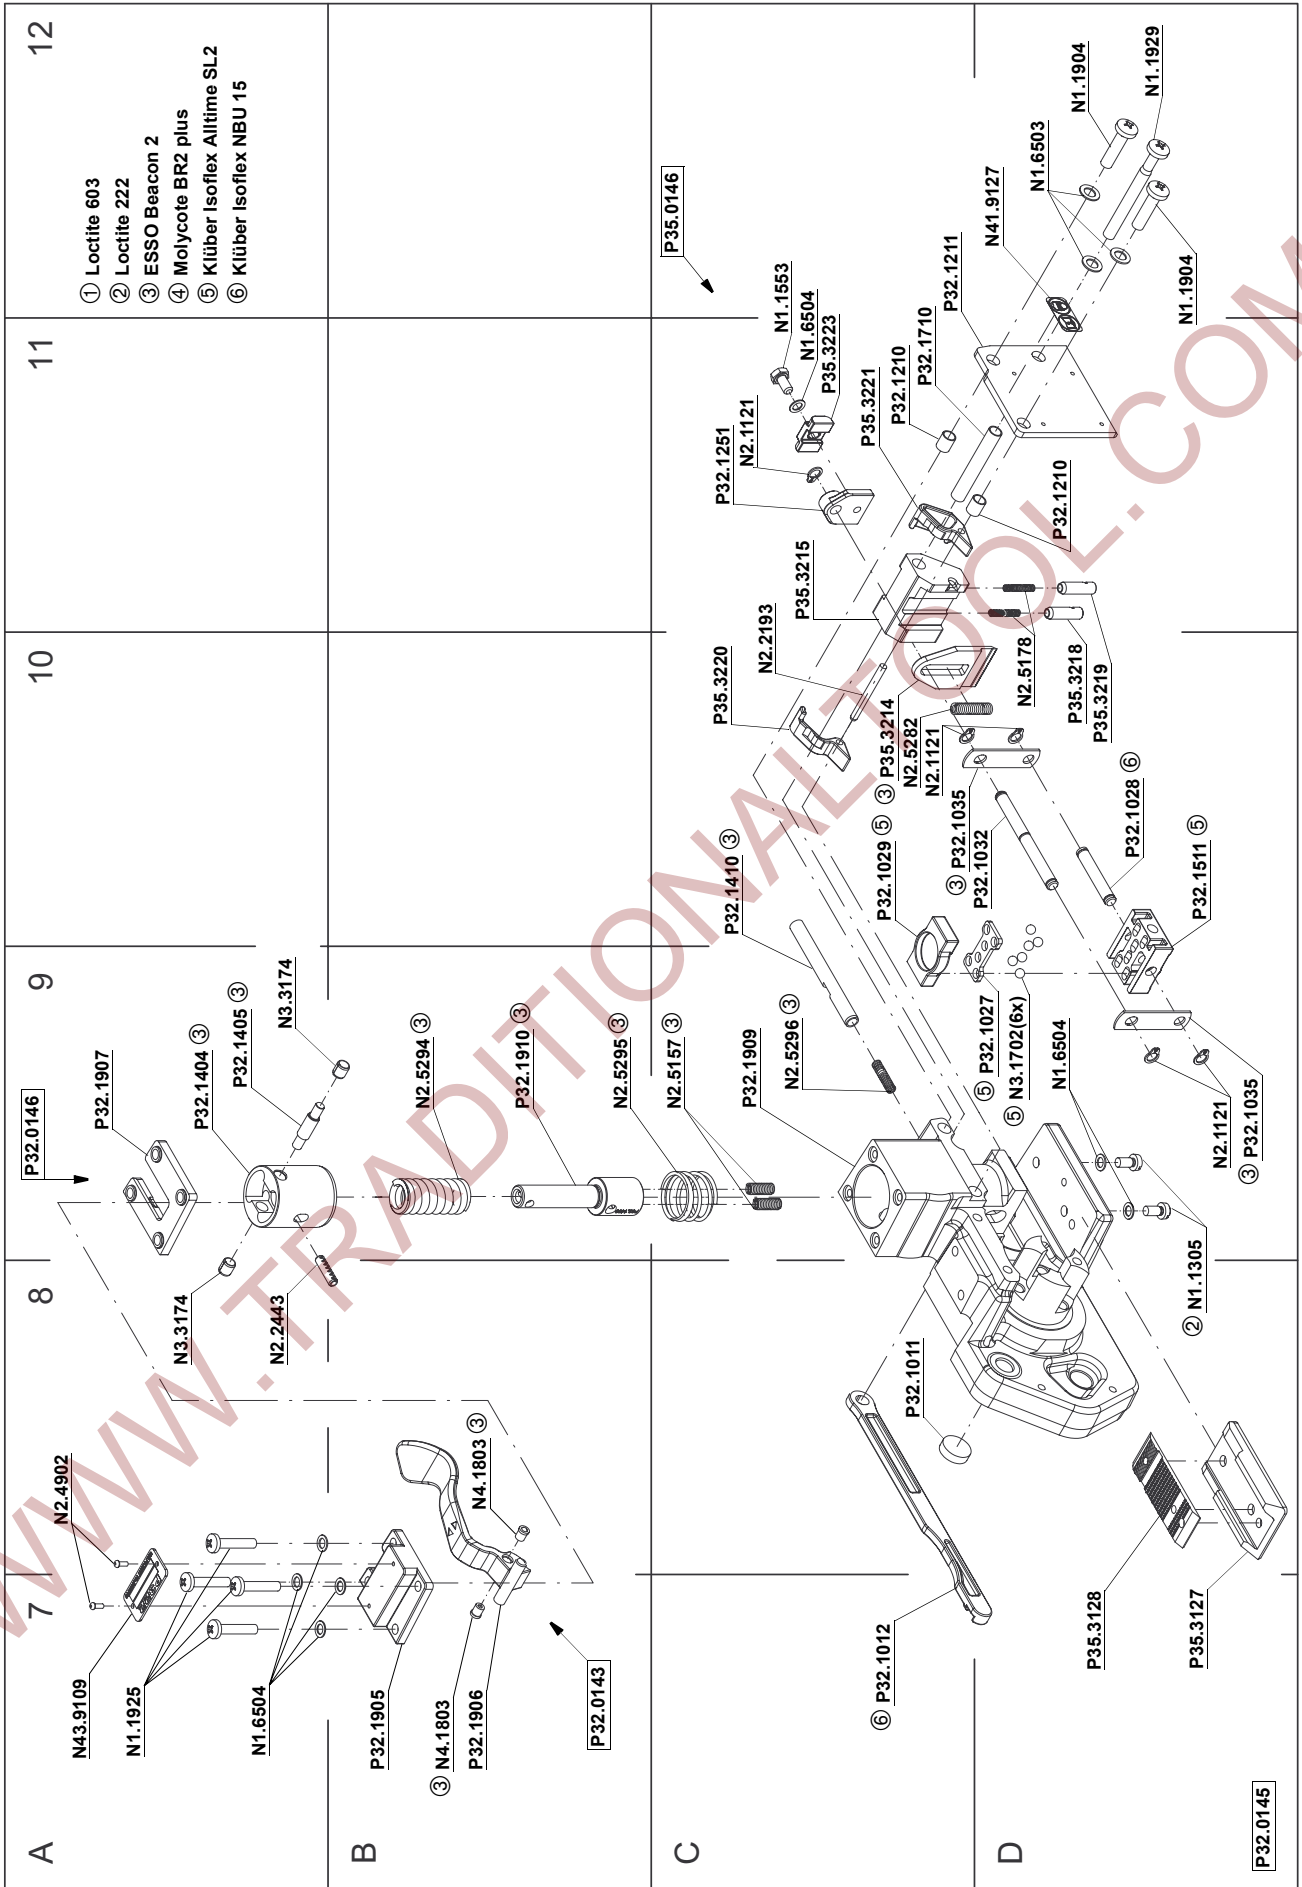 A
B
C
D
7
8
9
10
11
12
① Loctite 603
② Loctite 222
③ ESSO Beacon 2
④ Molycote BR2 plus
⑤ Klüber Isoflex Alltime SL2
⑥ Klüber Isoflex NBU 15
N43.9109
N2.4902
N1.1925
N1.6504
P32.1905
③ N4.1803
P32.1906
P32.0143
N4.1803 ③
N3.3174
N2.2443
P32.0146
P32.1907
P32.1404 ③
P32.1405 ③
N3.3174
N2.5294 ③
P32.1910 ③
N2.5295 ③
N2.5157 ③
P32.1909
N2.5296 ③
P32.1410 ③
P32.1029 ⑤
⑤ P32.1027
⑤ N3.1702(6x)
N1.6504
② N1.1305
N2.1121
③ P32.1035
P32.1511 ⑤
P32.1028 ⑥
P32.1032
③ P32.1035
N2.1121
N2.5282
③ P35.3214
P35.3220
N2.2193
P35.3215
P32.1251
N2.1121
N1.1553
N1.6504
P35.3223
P35.3221
P32.1210
P32.1710
P32.1211
N41.9127
N1.6503
N1.1904
N1.1929
N1.1904
P32.1210
N2.5178
P35.3218
P35.3219
P35.0146
P32.1011
⑥ P32.1012
P35.3128
P35.3127
P32.0145
WWW.TRADITIONALTOOL.COM